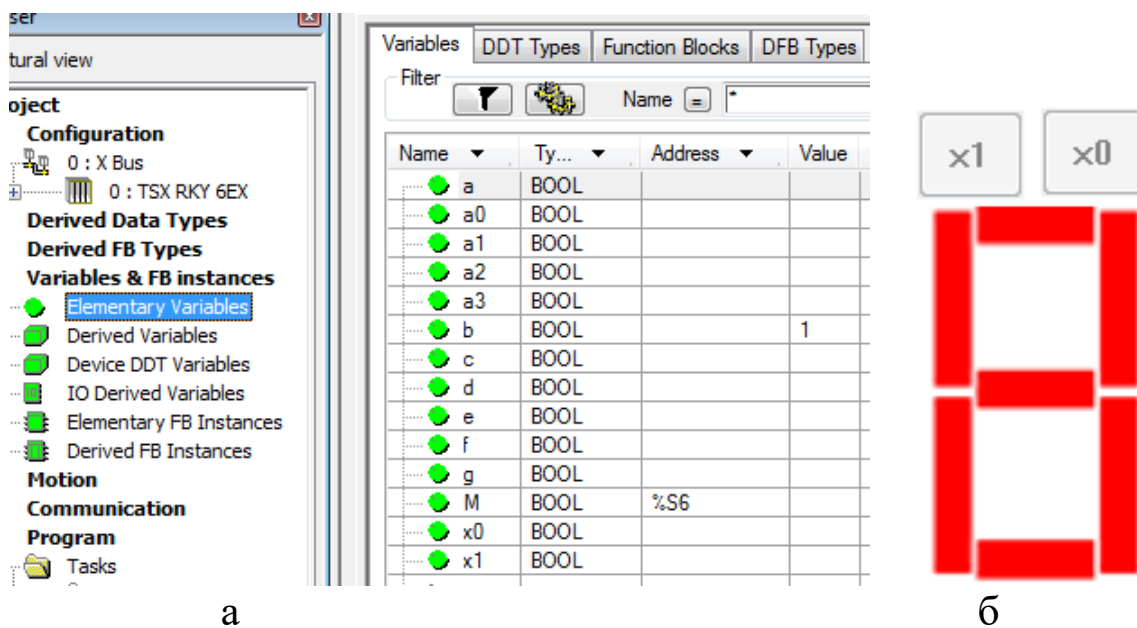 ser
tural view
oject
Configuration
0 : X Bus
0 : TSX RKY 6EX
Derived Data Types
Derived FB Types
Variables & FB instances
Elementary Variables
Derived Variables
Device DDT Variables
IO Derived Variables
Elementary FB Instances
Derived FB Instances
Motion
Communication
Program
Tasks
Variables DDT Types Function Blocks DFB Types
Filter
Name = *
Name Ty... Address Value
a BOOL
a0 BOOL
a1 BOOL
a2 BOOL
a3 BOOL
b BOOL 1
c BOOL
d BOOL
e BOOL
f BOOL
g BOOL
M BOOL %S6
x0 BOOL
x1 BOOL
x1 x0
а б